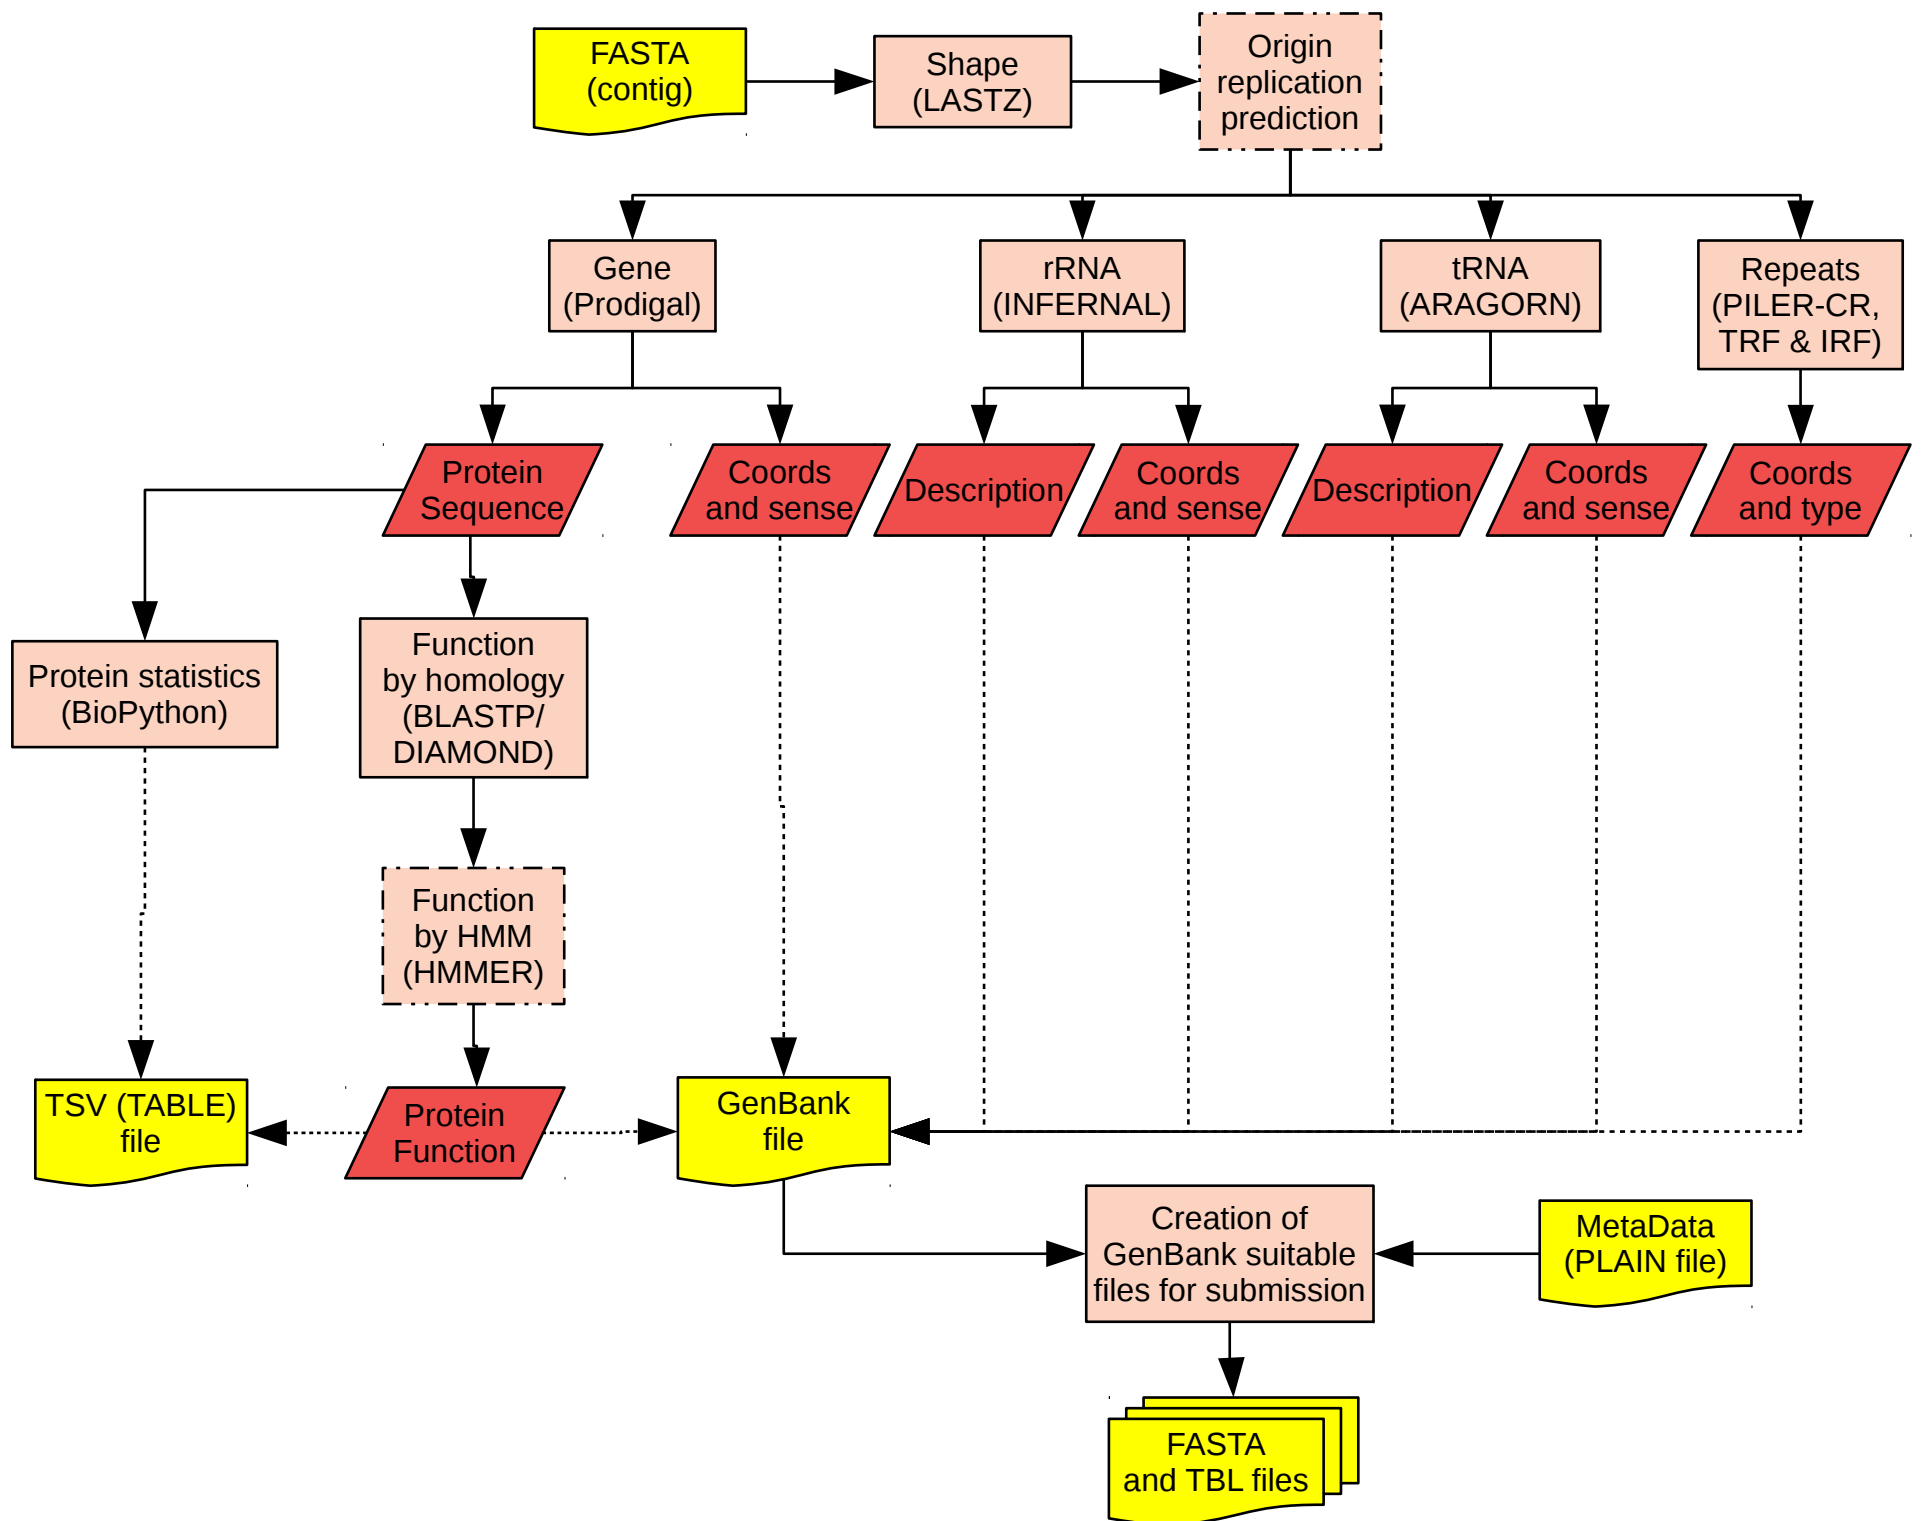 FASTA
(contig)
Shape
(LASTZ)
Origin
replication
prediction
Gene
(Prodigal)
rRNA
(INFERNAL)
tRNA
(ARAGORN)
Repeats
(PILER-CR,
TRF & IRF)
Protein
Sequence
Coords
and sense
Description
Coords
and sense
Description
Coords
and sense
Coords
and type
Protein statistics
(BioPython)
Function
by homology
(BLASTP/
DIAMOND)
Function
by HMM
(HMMER)
TSV (TABLE)
file
Protein
Function
GenBank
file
Creation of
GenBank suitable
files for submission
MetaData
(PLAIN file)
FASTA
and TBL files